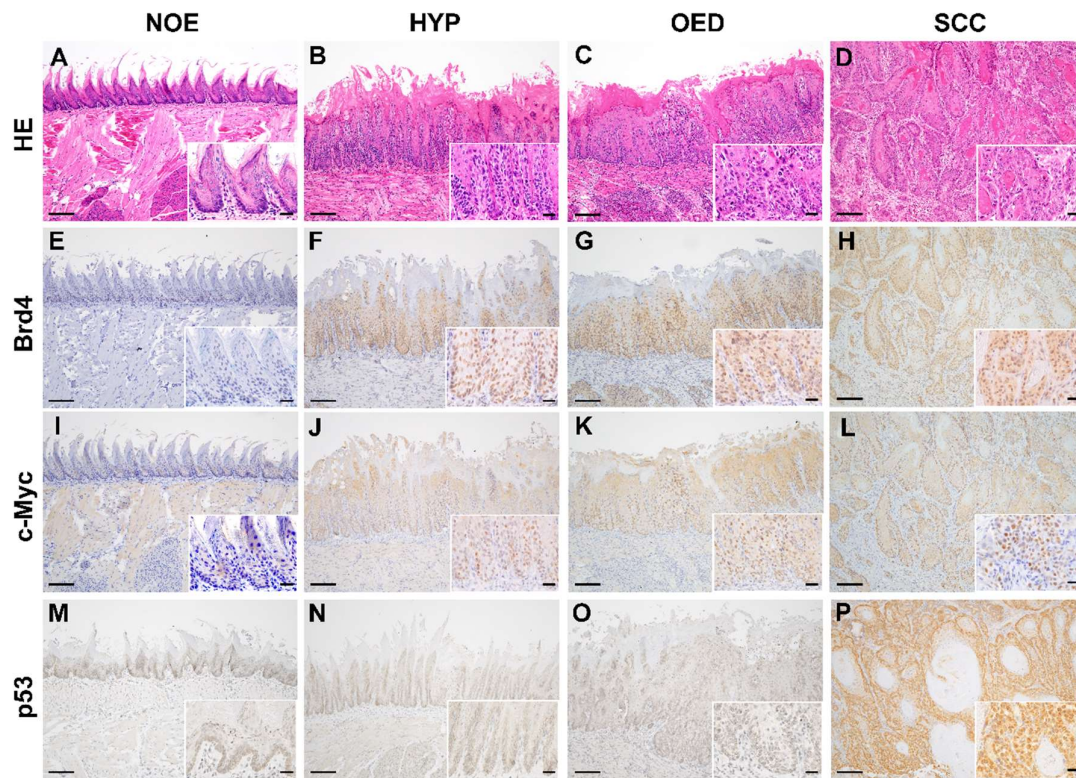 NOE HYP OED SCC
HE A B C D
Brd4 E F G H
c-Myc I J K L
p53 M N O P